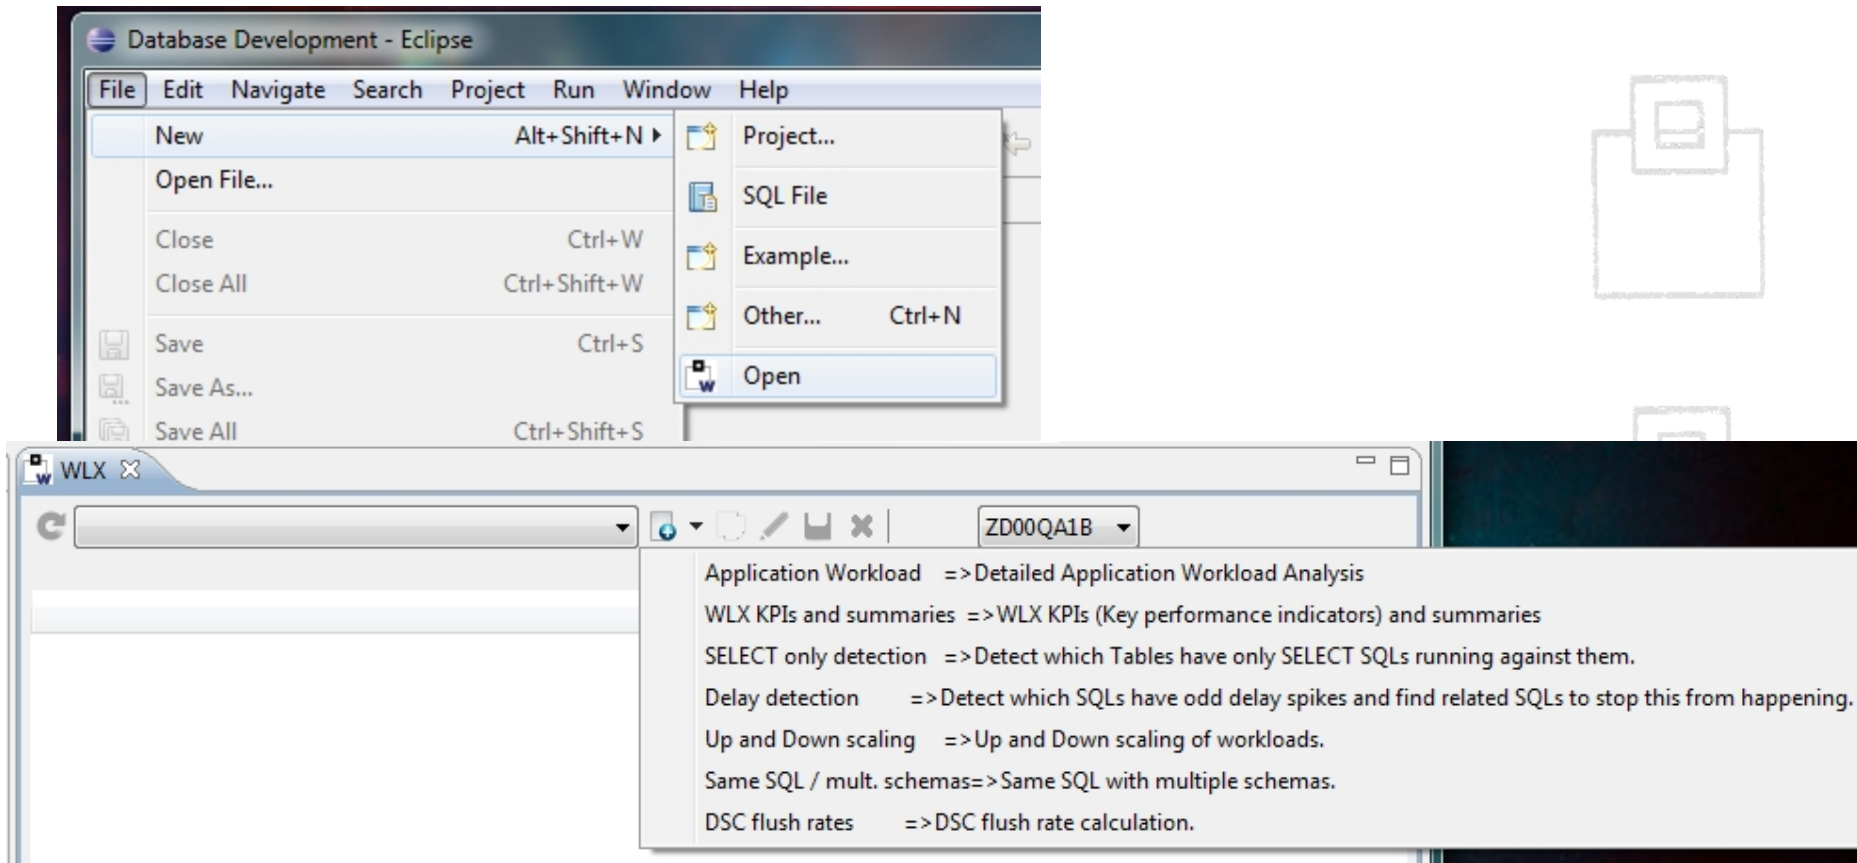 Database Development - Eclipse
File Edit Navigate Search Project Run Window Help
New Alt+Shift+N
Open File...
Close Ctrl+W
Close All Ctrl+Shift+W
Save Ctrl+S
Save As...
Save All Ctrl+Shift+S
Project...
SQL File
Example...
Other... Ctrl+N
Open
WLX
ZD00QA1B
Application Workload =>Detailed Application Workload Analysis
WLX KPIs and summaries =>WLX KPIs (Key performance indicators) and summaries
SELECT only detection =>Detect which Tables have only SELECT SQLs running against them.
Delay detection =>Detect which SQLs have odd delay spikes and find related SQLs to stop this from happening.
Up and Down scaling =>Up and Down scaling of workloads.
Same SQL / mult. schemas=>Same SQL with multiple schemas.
DSC flush rates =>DSC flush rate calculation.